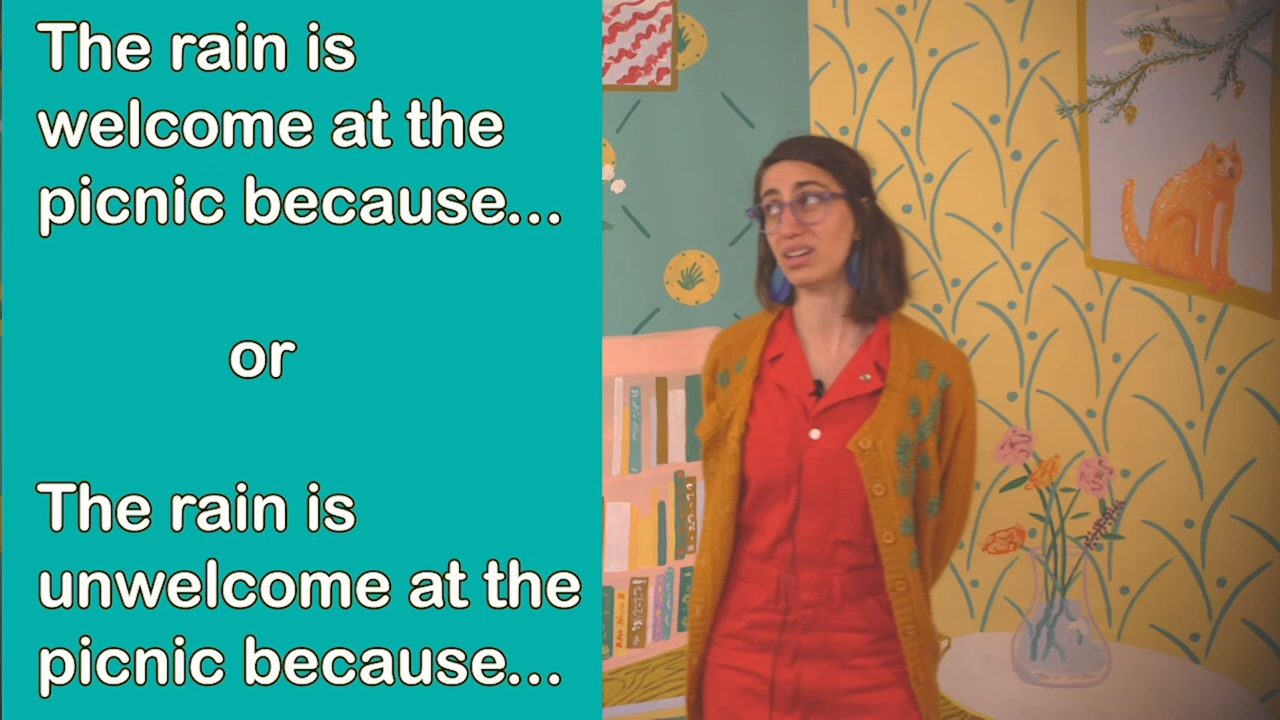 The rain is
welcome at the
picnic because...
or
The rain is
unwelcome at the
picnic because...